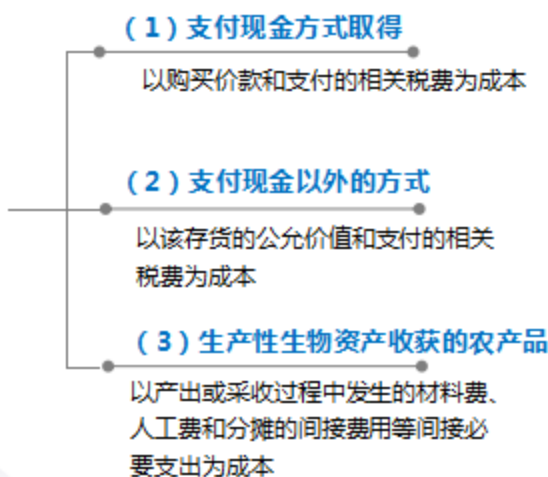 （1）支付现金方式取得
以购买价款和支付的相关税费为成本
（2）支付现金以外的方式
以该存货的公允价值和支付的相关
税费为成本
（3）生产性生物资产收获的农产品
以产出或采收过程中发生的材料费、
人工费和分摊的间接费用等间接必
要支出为成本